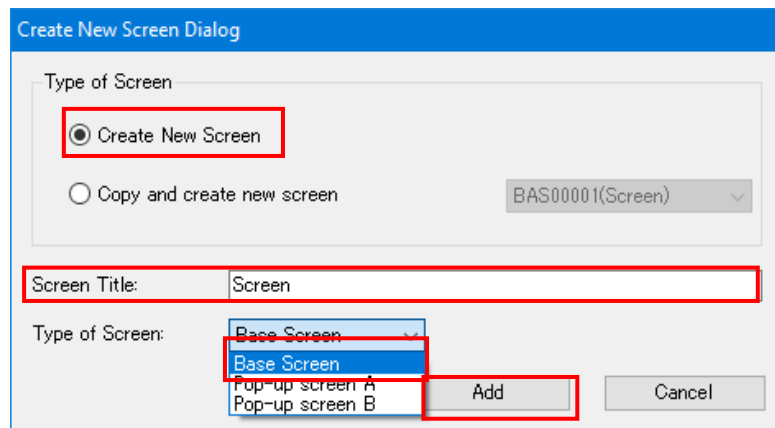 Create New Screen Dialog
Type of Screen
Create New Screen
Copy and create new screen
BAS00001(Screen)
Screen Title:
Screen
Type of Screen:
Base Screen
Base Screen
Pop-up screen A
Pop-up screen B
Add
Cancel